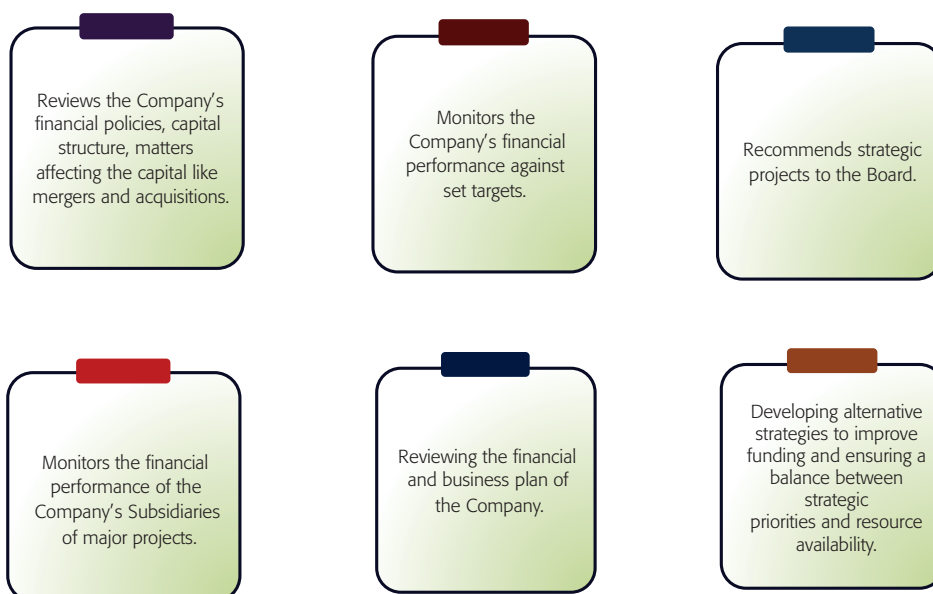 Reviews the Company's
financial policies, capital
structure, matters
affecting the capital like
mergers and acquisitions.
Monitors the
Company's financial
performance against
set targets.
Recommends strategic
projects to the Board.
Monitors the financial
performance of the
Company's Subsidiaries
of major projects.
Reviewing the financial
and business plan of
the Company.
Developing alternative
strategies to improve
funding and ensuring a
balance between
strategic
priorities and resource
availability.